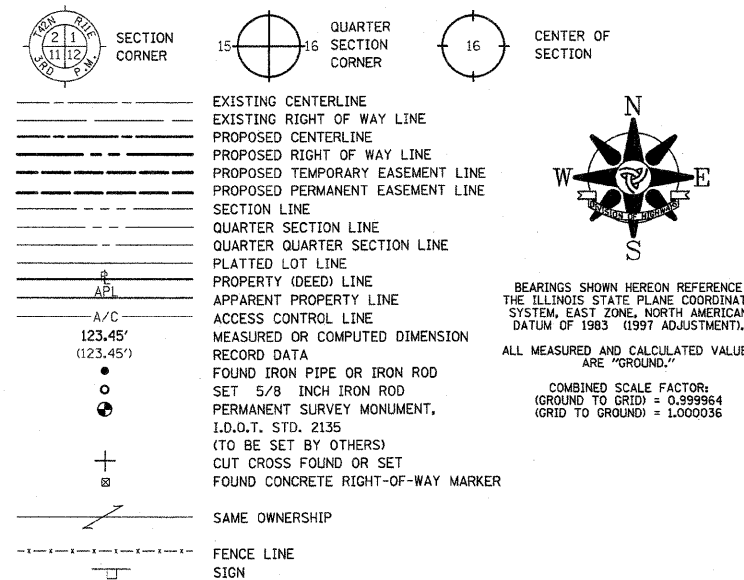 T42N R11E
2 1
11 12
3RD P.M.
SECTION
CORNER
15
16
QUARTER
SECTION
CORNER
16
CENTER OF
SECTION
EXISTING CENTERLINE
EXISTING RIGHT OF WAY LINE
PROPOSED CENTERLINE
PROPOSED RIGHT OF WAY LINE
PROPOSED TEMPORARY EASEMENT LINE
PROPOSED PERMANENT EASEMENT LINE
SECTION LINE
QUARTER SECTION LINE
QUARTER QUARTER SECTION LINE
PLATTED LOT LINE
PROPERTY (DEED) LINE
APL
APPARENT PROPERTY LINE
A/C
ACCESS CONTROL LINE
123.45'
MEASURED OR COMPUTED DIMENSION
(123.45')
RECORD DATA
FOUND IRON PIPE OR IRON ROD
SET 5/8 INCH IRON ROD
PERMANENT SURVEY MONUMENT,
I.D.O.T. STD. 2135
(TO BE SET BY OTHERS)
CUT CROSS FOUND OR SET
FOUND CONCRETE RIGHT-OF-WAY MARKER
SAME OWNERSHIP
FENCE LINE
SIGN
N
W
E
DIVISION OF HIGHWAYS
S
BEARINGS SHOWN HEREON REFERENCE
THE ILLINOIS STATE PLANE COORDINAT
SYSTEM, EAST ZONE, NORTH AMERICAN
DATUM OF 1983 (1997 ADJUSTMENT).
ALL MEASURED AND CALCULATED VALUE
ARE "GROUND."
COMBINED SCALE FACTOR:
(GROUND TO GRID) = 0.999964
(GRID TO GROUND) = 1.000036